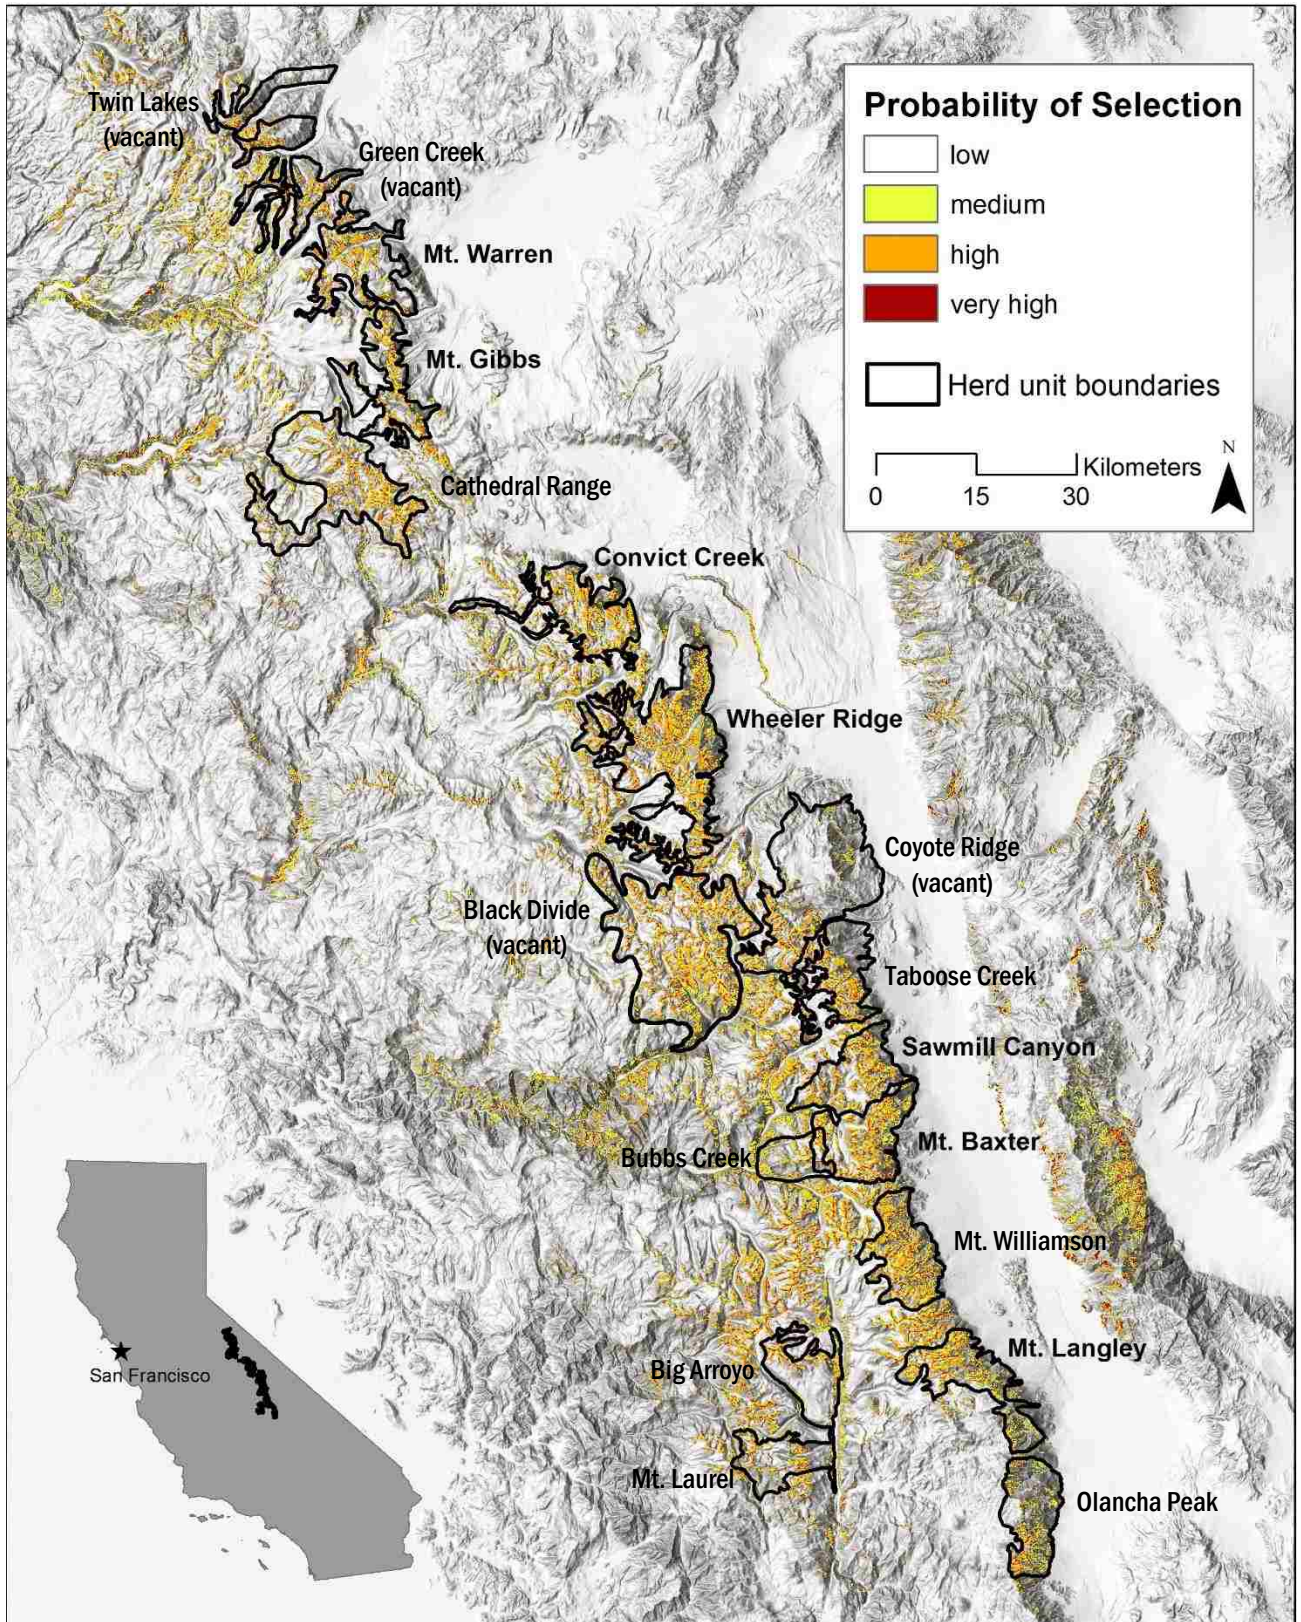 Probability of Selection
low
medium
high
very high
Herd unit boundaries
Kilometers
0 15 30
N
Twin Lakes
(vacant)
Green Creek
(vacant)
Mt. Warren
Mt. Gibbs
Cathedral Range
Convict Creek
Wheeler Ridge
Coyote Ridge
(vacant)
Black Divide
(vacant)
Taboose Creek
Sawmill Canyon
Mt. Baxter
Bubbs Creek
Mt. Williamson
Mt. Langley
Big Arroyo
Mt. Laurel
Olancha Peak
San Francisco